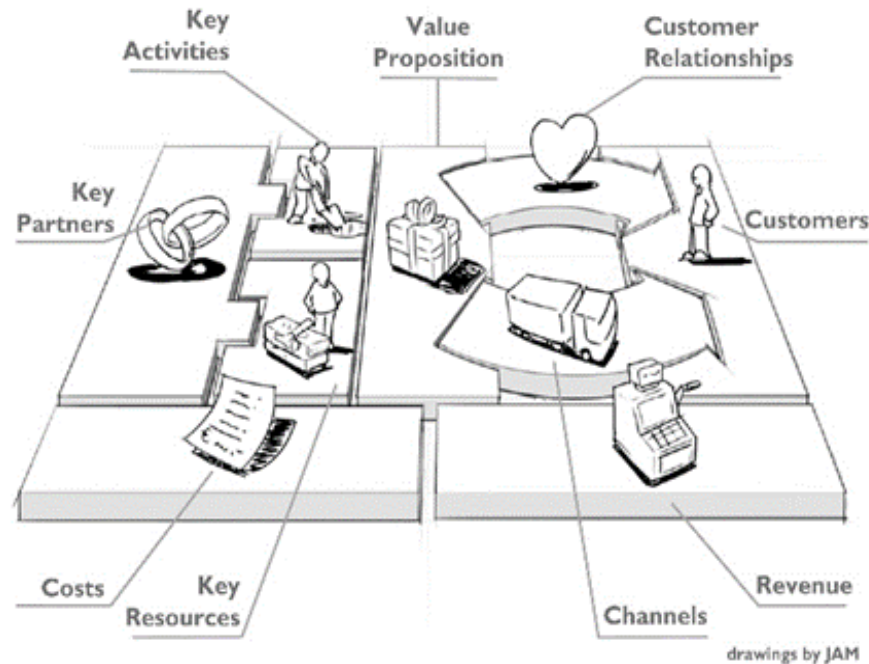 Key
Activities
Value
Proposition
Customer
Relationships
Key
Partners
Customers
Costs
Key
Resources
Channels
Revenue
drawings by JAM